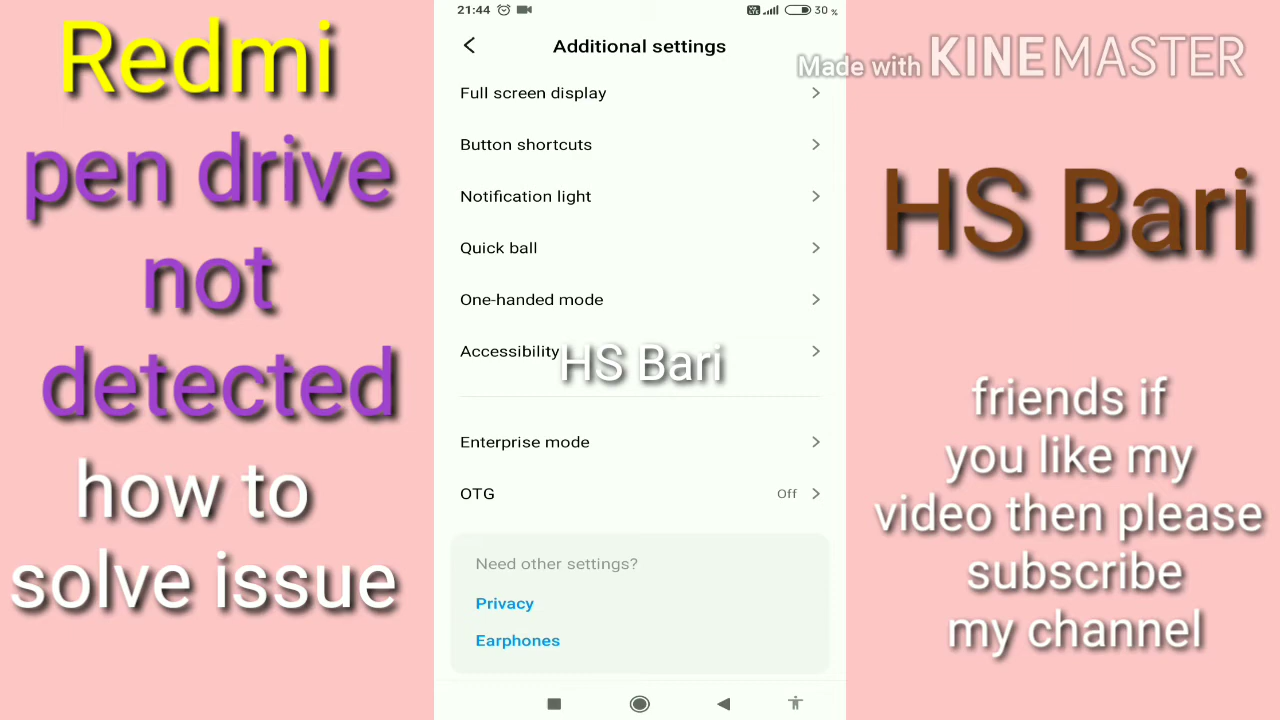 Redmi
pen drive
not
detected
how to
solve issue
21:44
30 %
Additional settings
Full screen display
Button shortcuts
Notification light
Quick ball
One-handed mode
Accessibility
HS Bari
Enterprise mode
OTG Off
Need other settings?
Privacy
Earphones
Made with KINEMASTER
HS Bari
friends if
you like my
video then please
subscribe
my channel